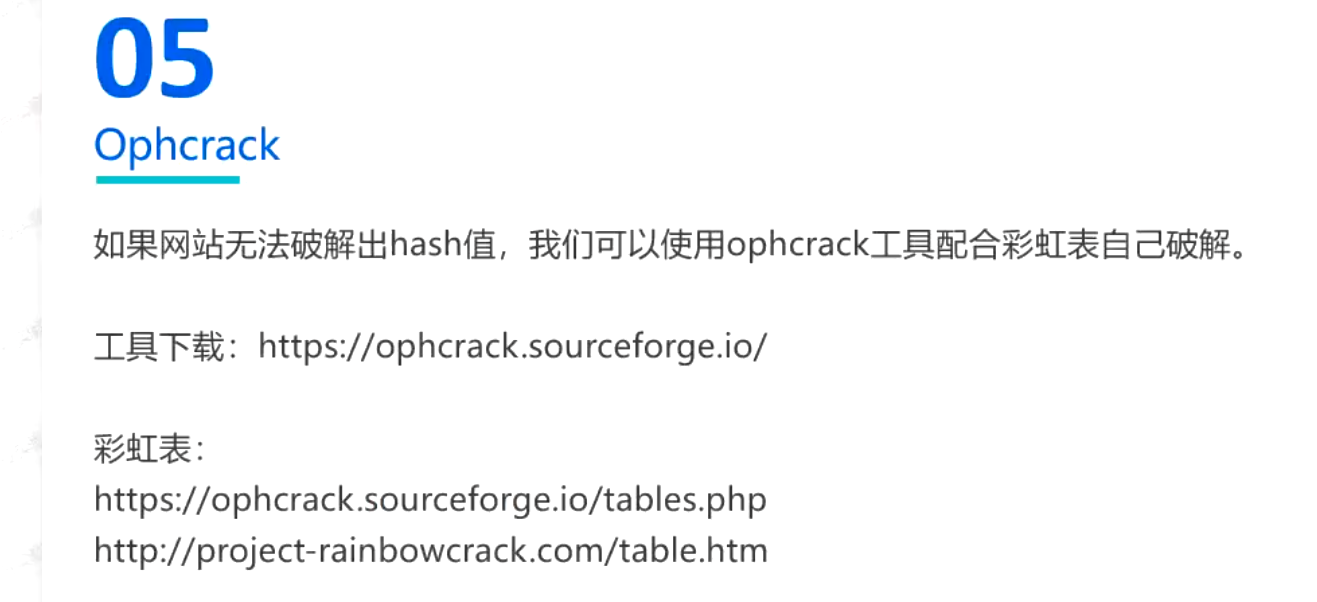 05
Ophcrack
如果网站无法破解出hash值，我们可以使用ophcrack工具配合彩虹表自己破解。
工具下载：https://ophcrack.sourceforge.io/
彩虹表：
https://ophcrack.sourceforge.io/tables.php
http://project-rainbowcrack.com/table.htm